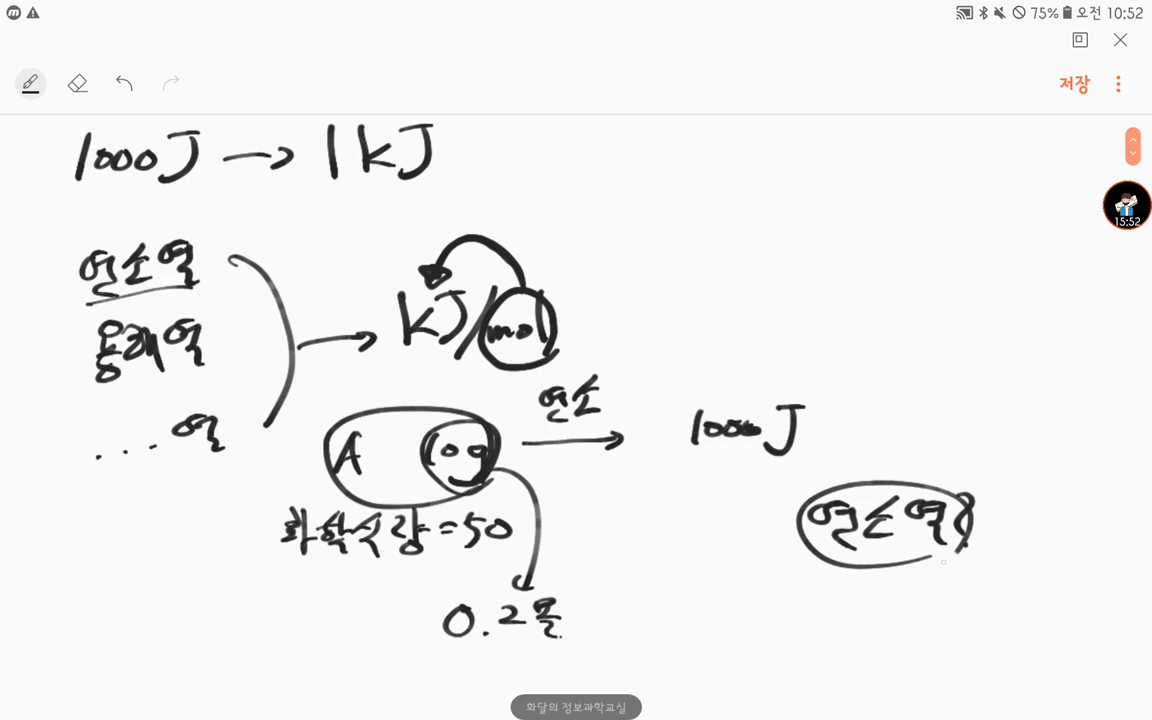 75% 오전 10:52
저장
1000J → 1kJ
15:52
연소열
용해열
... 열
→ kJ/mol
A 10g
연소
→ 1000J
화학식량=50
0.2몰
연소열?
화달의 정보과학교실